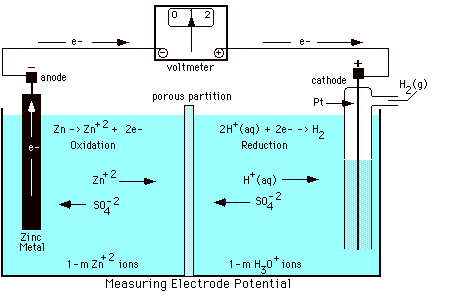 0 1 2
e-
e-
− +
voltmeter
−
anode
+
cathode
H2(g)
porous partition
Pt
Zn -> Zn+2 + 2e-
Oxidation
2H+(aq) + 2e- -> H2
Reduction
e-
Zn+2
H+(aq)
SO4-2
SO4-2
Zinc
Metal
1-m Zn+2 ions
1-m H3O+ ions
Measuring Electrode Potential